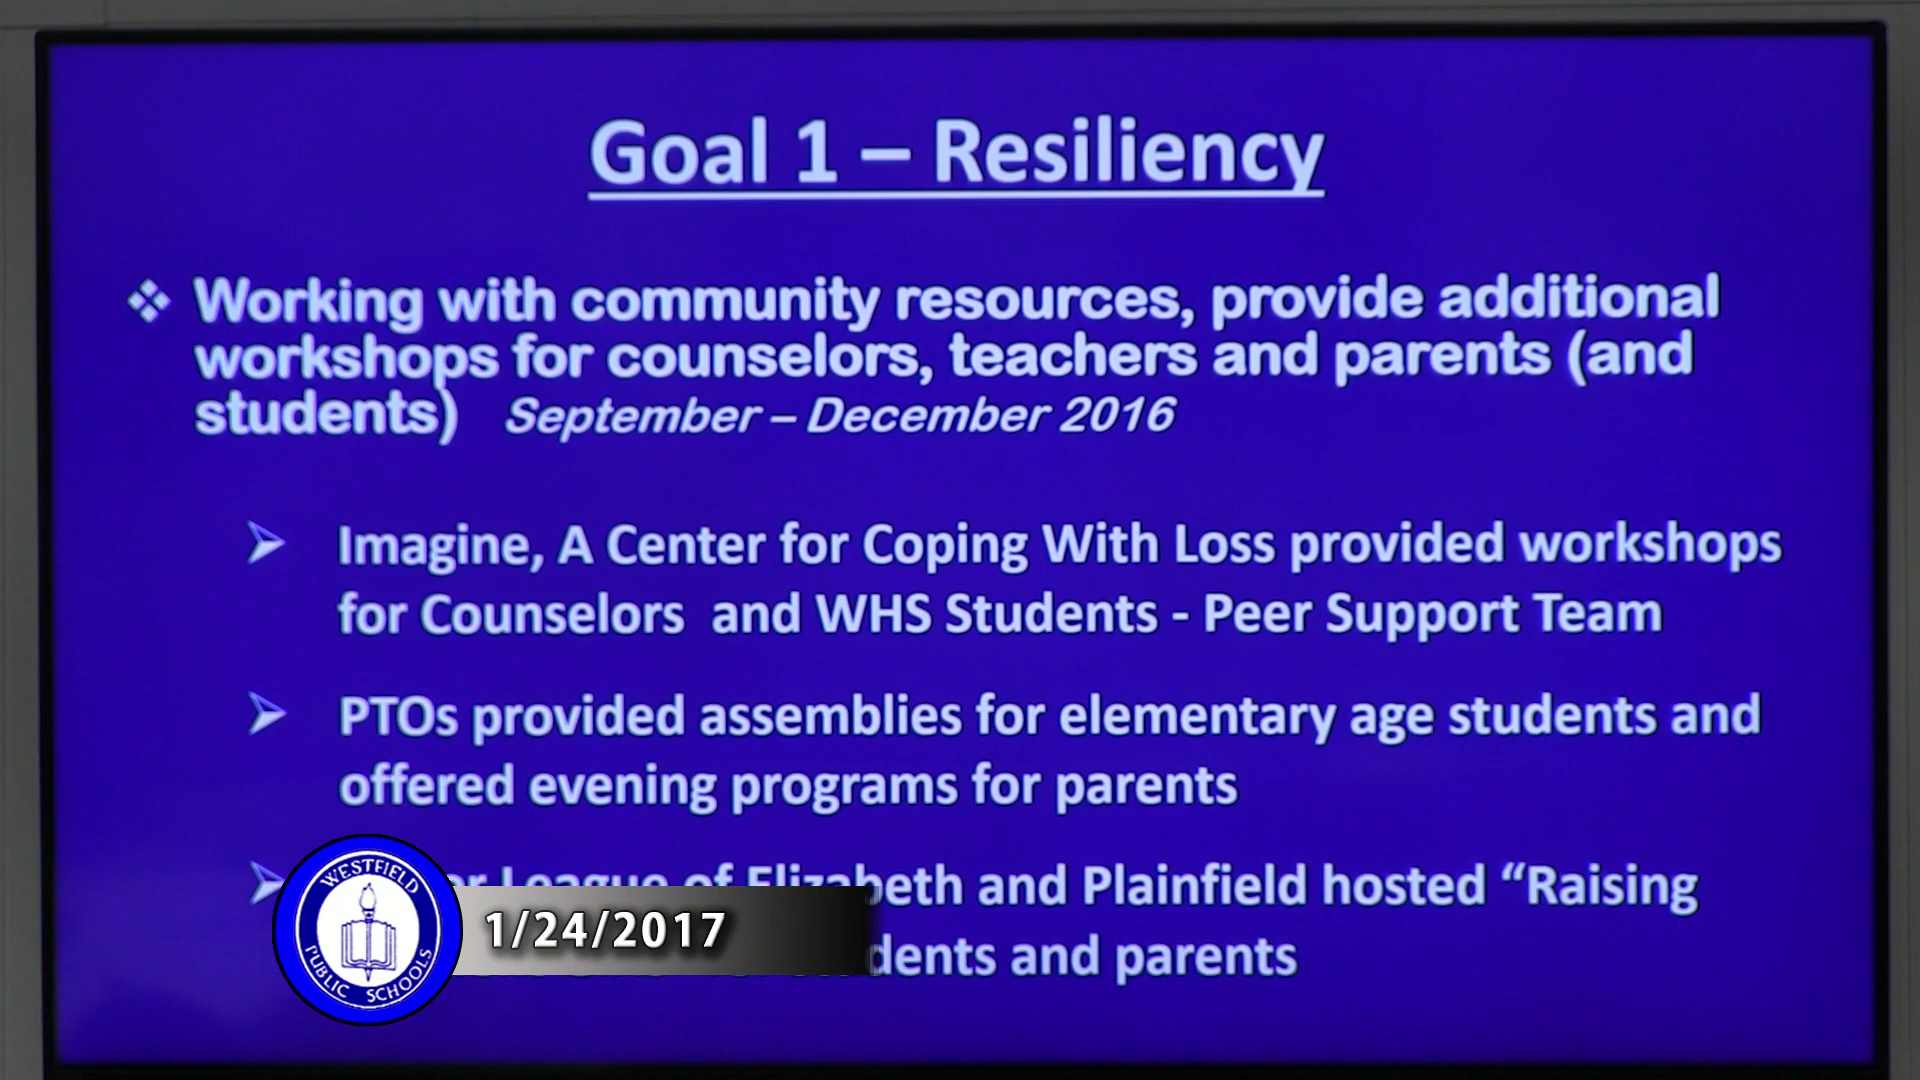 Goal 1 – Resiliency
❖ Working with community resources, provide additional
workshops for counselors, teachers and parents (and
students) September – December 2016
➢ Imagine, A Center for Coping With Loss provided workshops
for Counselors and WHS Students - Peer Support Team
➢ PTOs provided assemblies for elementary age students and
offered evening programs for parents
➢ League of Elizabeth and Plainfield hosted “Raising
and parents
WESTFIELD
PUBLIC SCHOOLS
1/24/2017